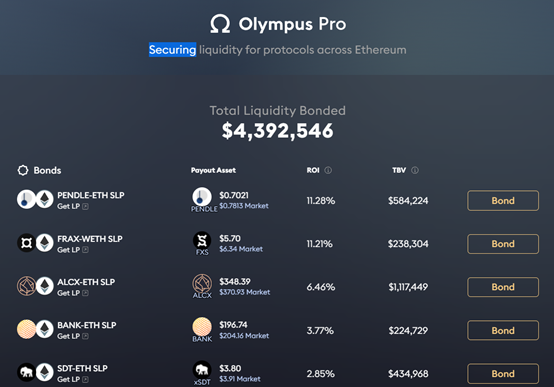 Olympus Pro
Securing liquidity for protocols across Ethereum
Total Liquidity Bonded
$4,392,546
Bonds Payout Asset ROI TBV
PENDLE-ETH SLP $0.7021 11.28% $584,224 Bond
Get LP PENDLE $0.7813 Market
FRAX-WETH SLP $5.70 11.21% $238,304 Bond
Get LP FXS $6.34 Market
ALCX-ETH SLP $348.39 6.46% $1,117,449 Bond
Get LP ALCX $370.93 Market
BANK-ETH SLP $196.74 3.77% $224,729 Bond
Get LP BANK $204.16 Market
SDT-ETH SLP $3.80 2.85% $434,968 Bond
Get LP xSDT $3.91 Market